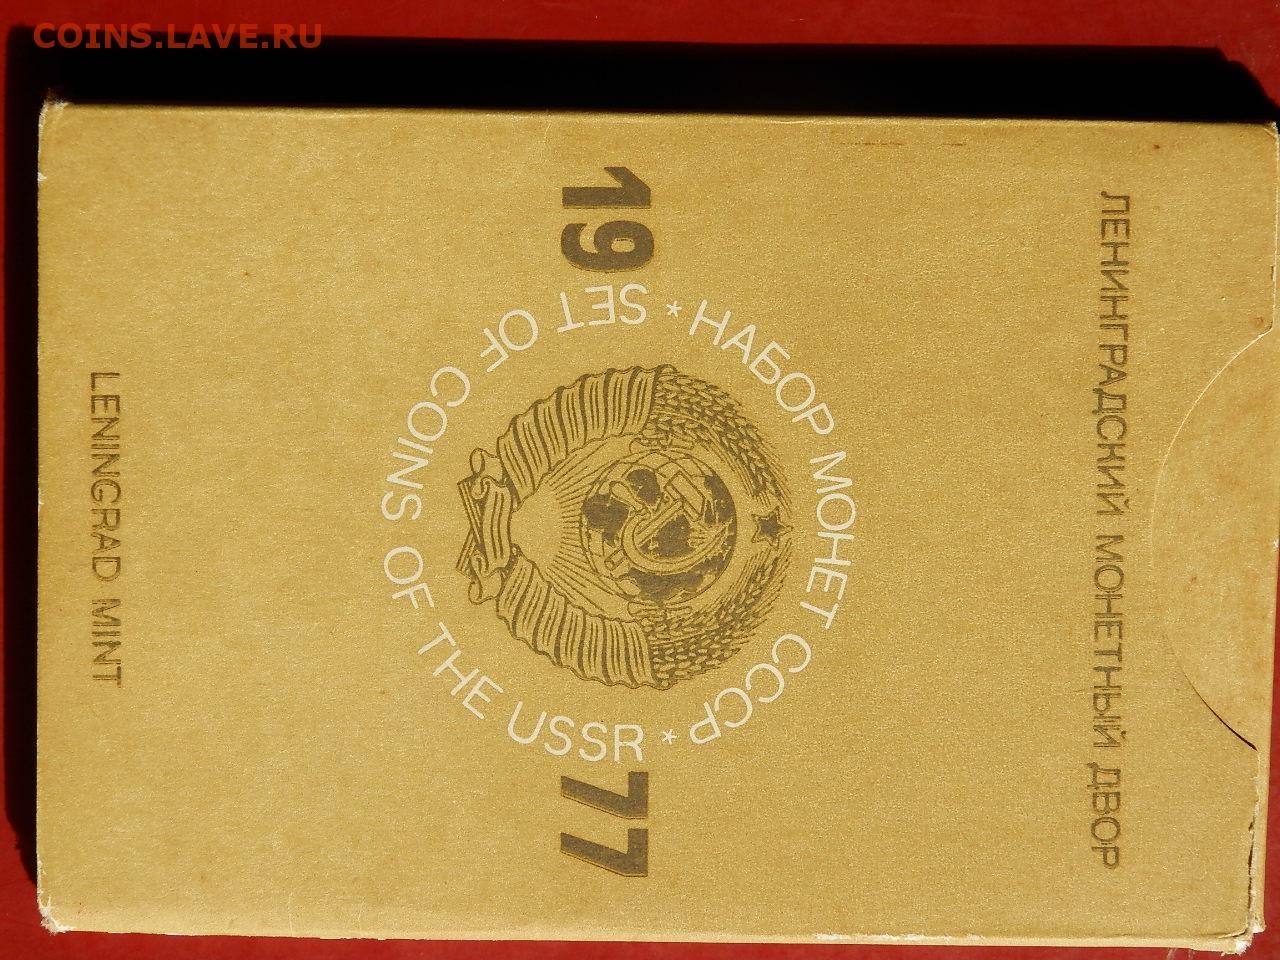 COINS.LAVE.RU
ЛЕНИНГРАДСКИЙ МОНЕТНЫЙ ДВОР
* НАБОР МОНЕТ СССР *
19 77
SET OF COINS OF THE USSR
LENINGRAD MINT